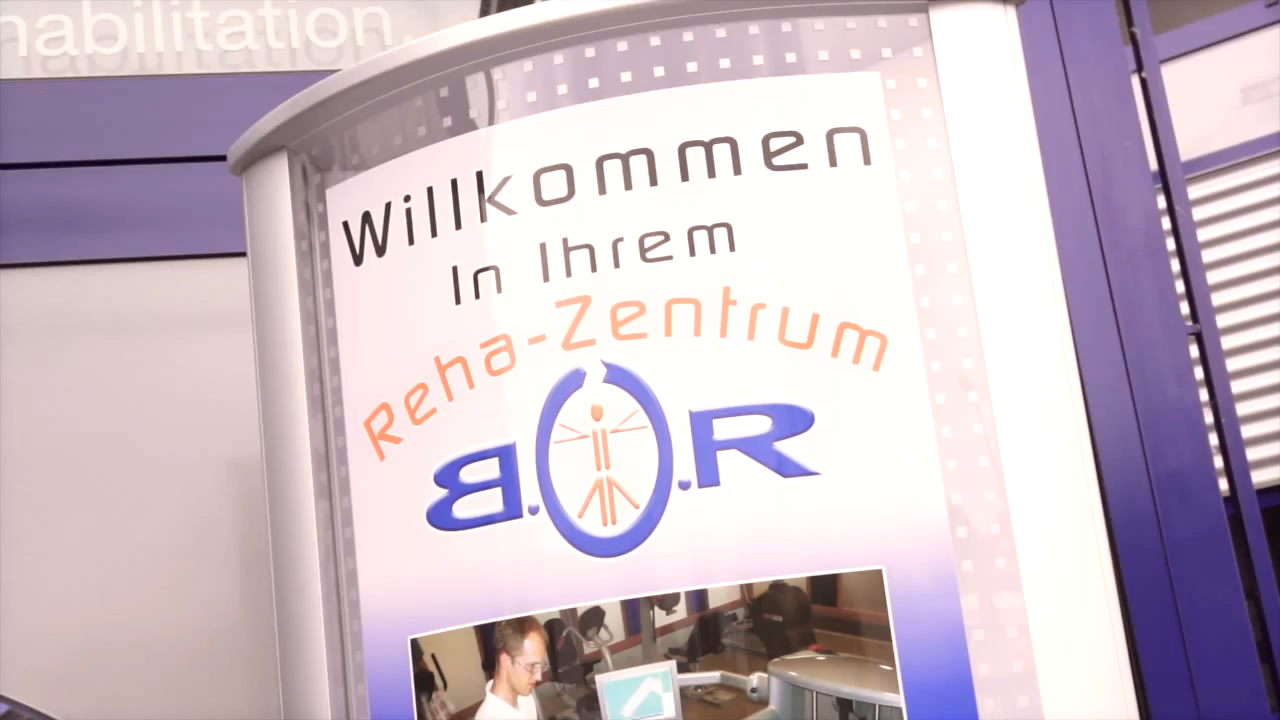 habilitation.
Willkommen
In Ihrem
Reha-Zentrum
B.O.R